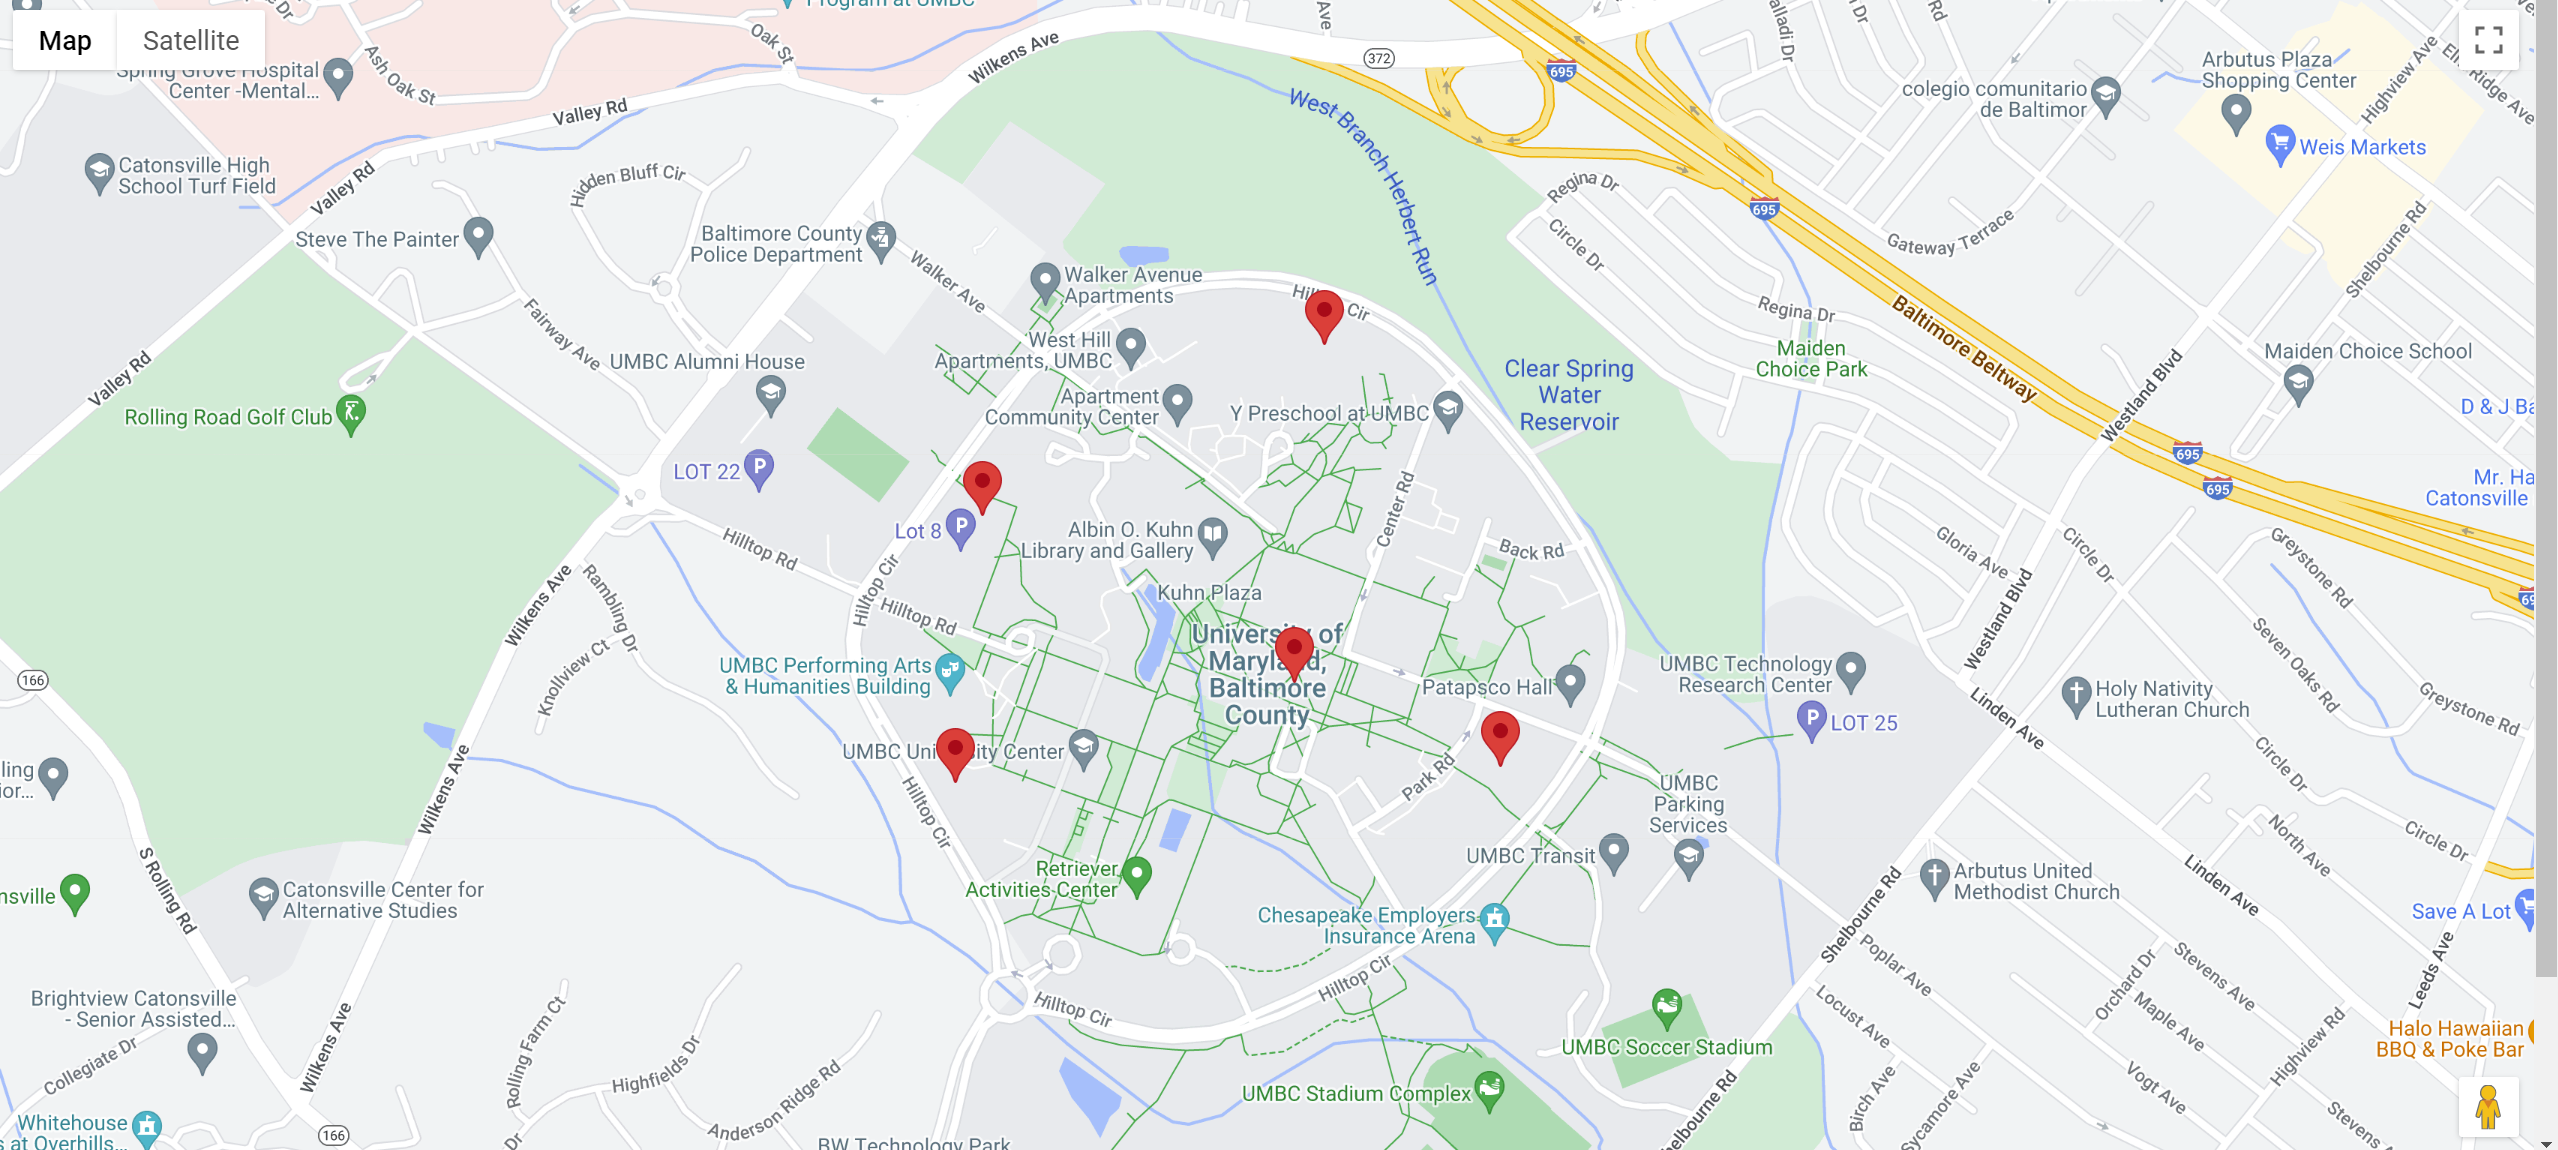 Map
Satellite
Program at UMBC
Oak St
Ash Oak St
Wilkens Ave
Ave
372
695
Spring Grove Hospital
Center -Mental...
Valley Rd
West Branch Herbert Run
colegio comunitario
de Baltimor
Arbutus Plaza
Shopping Center
Highview Ave
Weis Markets
Catonsville High
School Turf Field
Valley Rd
Hidden Bluff Cir
Regina Dr
695
Circle Dr
Gateway Terrace
Shelbourne Rd
Steve The Painter
Baltimore County
Police Department
Walker Ave
Walker Avenue
Apartments
Fairway Ave
Regina Dr
Baltimore Beltway
West Hill
Apartments, UMBC
Maiden
Choice Park
Maiden Choice School
UMBC Alumni House
Clear Spring
Water
Reservoir
Westland Blvd
Valley Rd
Rolling Road Golf Club
Apartment
Community Center
Y Preschool at UMBC
LOT 22
695
695
Lot 8
Albin O. Kuhn
Library and Gallery
Center Rd
Back Rd
Hilltop Rd
Hilltop Cir
Gloria Ave
Circle Dr
Greystone Rd
Wilkens Ave
Rambling Dr
Kuhn Plaza
Hilltop Rd
Westland Blvd
Seven Oaks Rd
University of
Maryland,
Baltimore
County
Knollview Ct
166
UMBC Performing Arts
& Humanities Building
Patapsco Hall
UMBC Technology
Research Center
LOT 25
Holy Nativity
Lutheran Church
Linden Ave
Greystone Rd
UMBC University Center
Park Rd
Circle Dr
Wilkens Ave
Hilltop Cir
UMBC
Parking
Services
UMBC Transit
North Ave
Circle Dr
S Rolling Rd
Catonsville Center for
Alternative Studies
Retriever
Activities Center
Arbutus United
Methodist Church
Linden Ave
Chesapeake Employers
Insurance Arena
Shelbourne Rd
Save A Lot
Poplar Ave
Stevens Ave
Leeds Ave
Brightview Catonsville
- Senior Assisted...
Hilltop Cir
Hilltop Cir
Orchard Dr
Maple Ave
Locust Ave
Wilkens Ave
Rolling Farm Ct
Highfields Dr
Collegiate Dr
UMBC Soccer Stadium
Highview Rd
Halo Hawaiian
BBQ & Poke Bar
UMBC Stadium Complex
Anderson Ridge Rd
Birch Ave
Sycamore Ave
Vogt Ave
Whitehouse
s at Overhills...
166
BW Technology Park